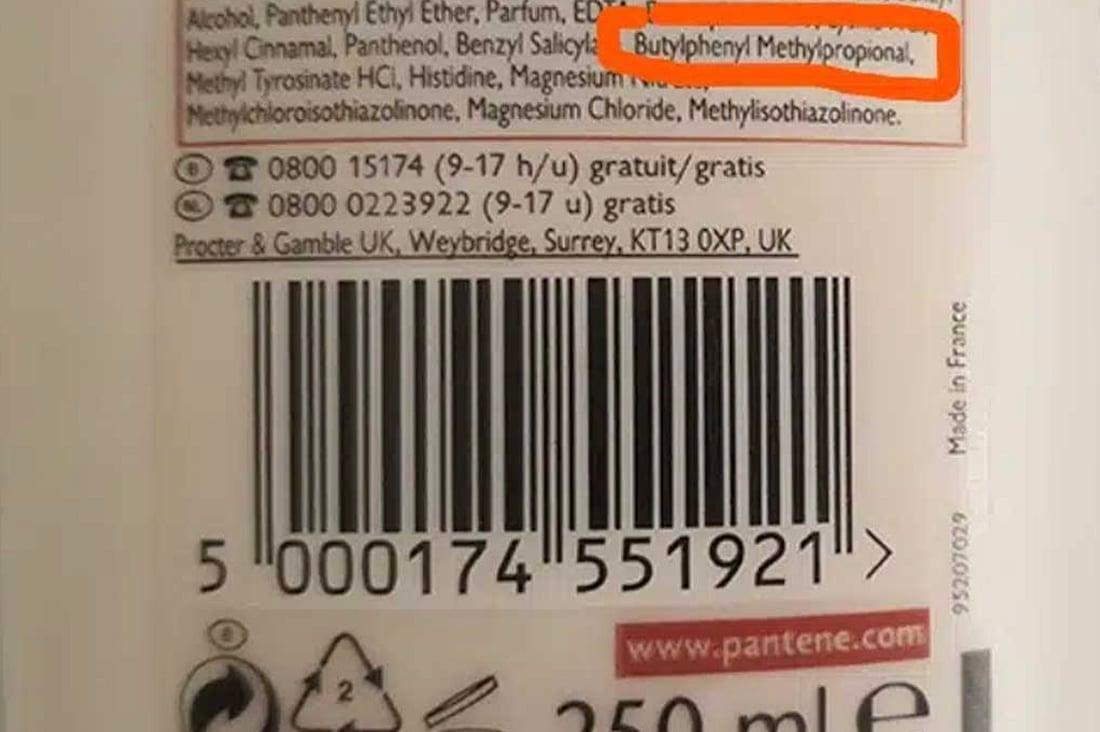 Alcohol, Panthenyl Ethyl Ether, Parfum,
Hexyl Cinnamal, Panthenol, Benzyl Butylphenyl Methylpropional,
Methyl Tyrosinate HCl, Histidine, Magnesium
Methylchloroisothiazolinone, Magnesium Chloride, Methylisothiazolinone.
B ☎ 0800 15174 (9-17 h/u) gratuit/gratis
NL ☎ 0800 0223922 (9-17 u) gratis
Procter & Gamble UK, Weybridge, Surrey, KT13 0XP, UK
5 000174 551921 >
95207029 Made in France
B
www.pantene.com
2
250 ml e